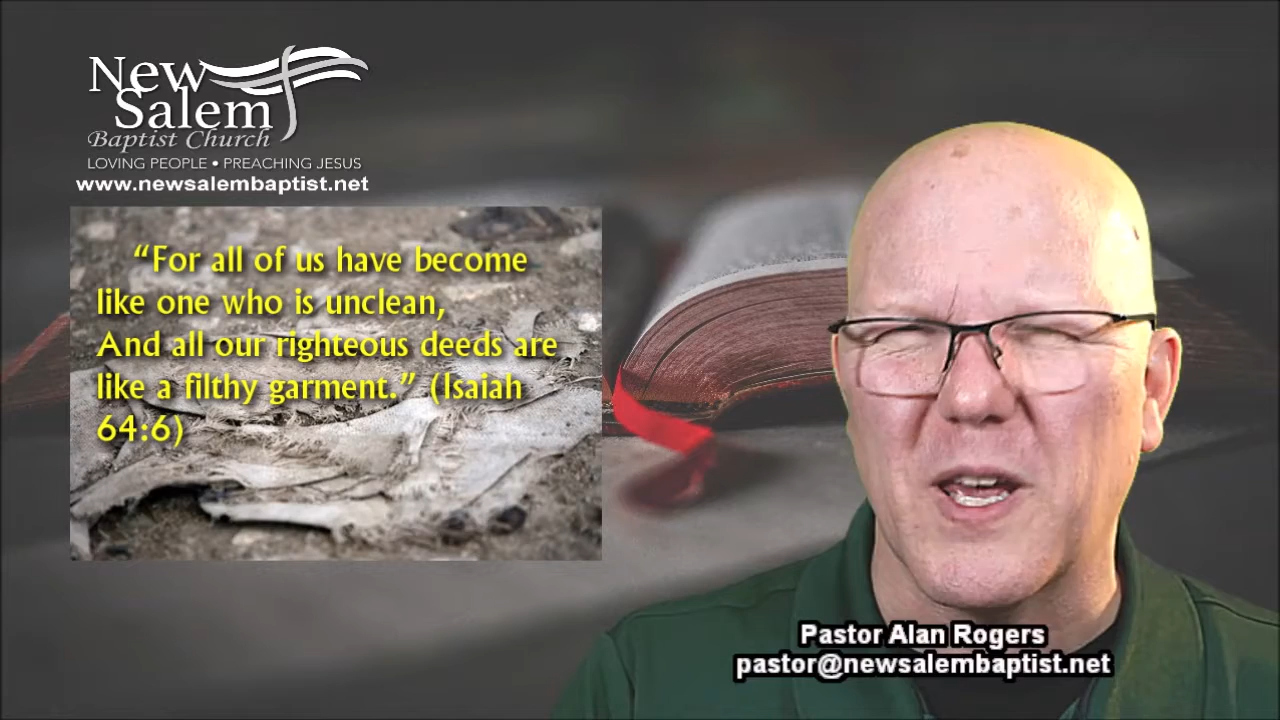 New
Salem
Baptist Church
LOVING PEOPLE • PREACHING JESUS
www.newsalembaptist.net
“For all of us have become
like one who is unclean,
And all our righteous deeds are
like a filthy garment.” (Isaiah
64:6)
Pastor Alan Rogers
pastor@newsalembaptist.net